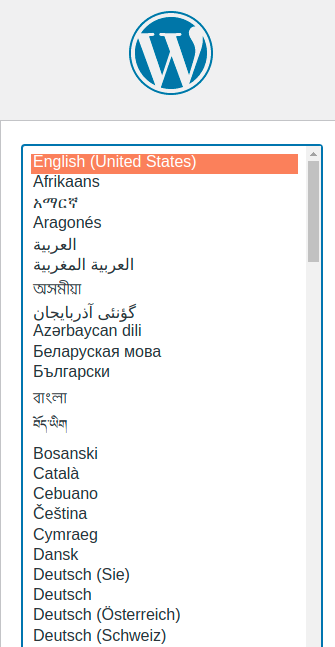 English (United States)
Afrikaans
አማርኛ
Aragonés
العربية
العربية المغربية
অসমীয়া
گؤنئی آذربایجان
Azərbaycan dili
Беларуская мова
Български
বাংলা
བོད་ཡིག
Bosanski
Català
Cebuano
Čeština
Cymraeg
Dansk
Deutsch (Sie)
Deutsch
Deutsch (Österreich)
Deutsch (Schweiz)